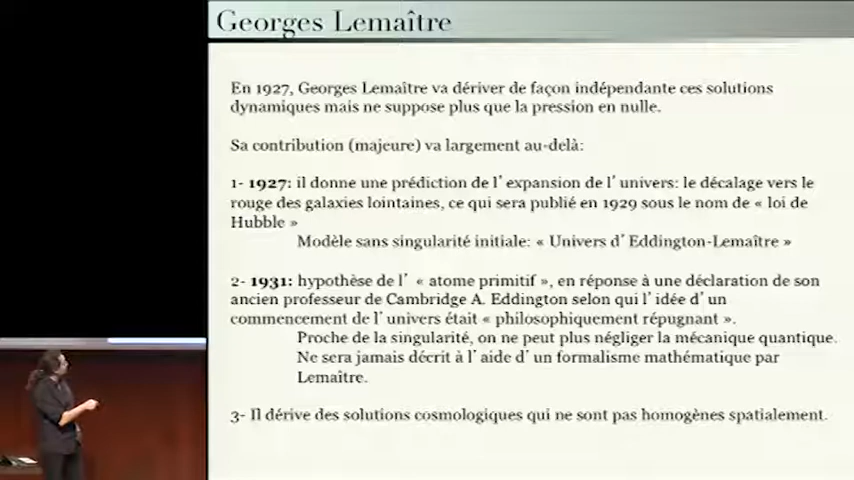 Georges Lemaître
En 1927, Georges Lemaître va dériver de façon indépendante ces solutions
dynamiques mais ne suppose plus que la pression en nulle.
Sa contribution (majeure) va largement au-delà:
1- 1927: il donne une prédiction de l’expansion de l’univers: le décalage vers le
rouge des galaxies lointaines, ce qui sera publié en 1929 sous le nom de « loi de
Hubble »
Modèle sans singularité initiale: « Univers d’Eddington-Lemaître »
2- 1931: hypothèse de l’ « atome primitif », en réponse à une déclaration de son
ancien professeur de Cambridge A. Eddington selon qui l’idée d’un
commencement de l’univers était « philosophiquement répugnant ».
Proche de la singularité, on ne peut plus négliger la mécanique quantique.
Ne sera jamais décrit à l’aide d’un formalisme mathématique par
Lemaître.
3- Il dérive des solutions cosmologiques qui ne sont pas homogènes spatialement.